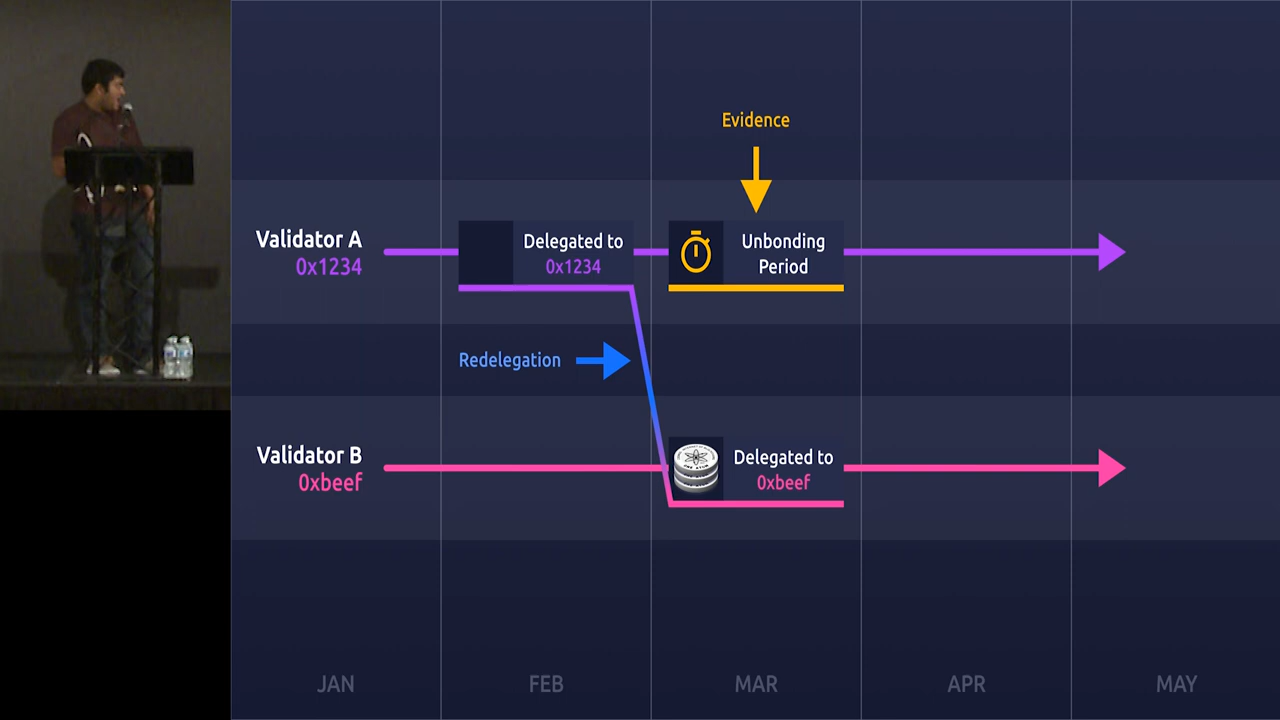 Evidence
Validator A
0x1234
Delegated to
0x1234
Unbonding
Period
Redelegation
Validator B
0xbeef
Delegated to
0xbeef
JAN
FEB
MAR
APR
MAY